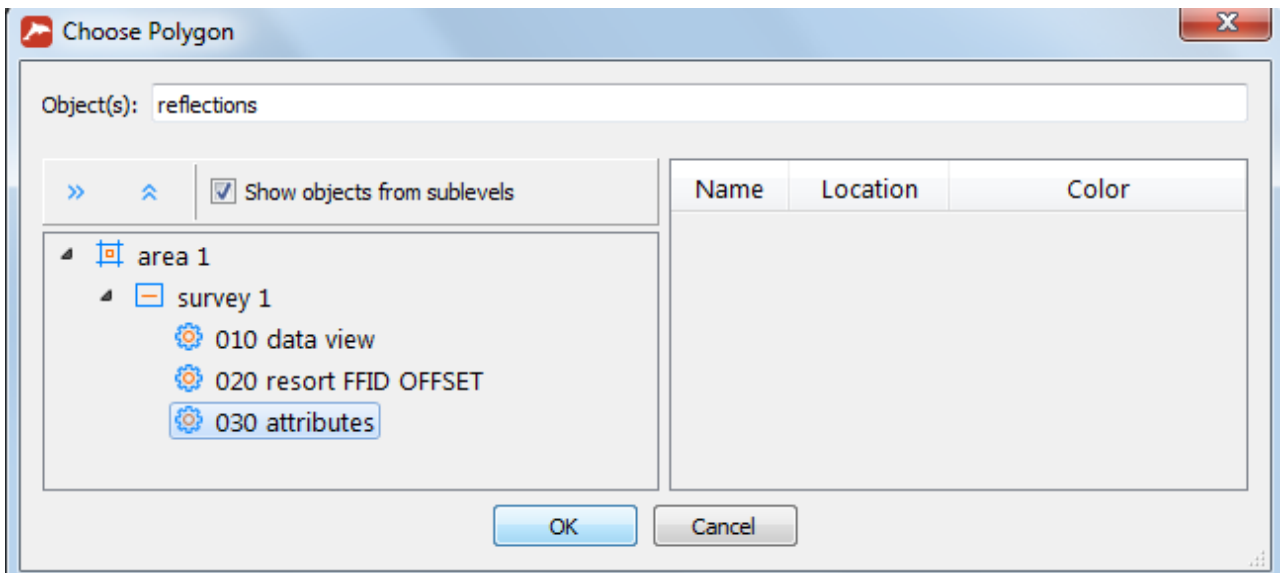 Choose Polygon
Object(s): reflections
Show objects from sublevels
Name Location Color
area 1
survey 1
010 data view
020 resort FFID OFFSET
030 attributes
OK Cancel